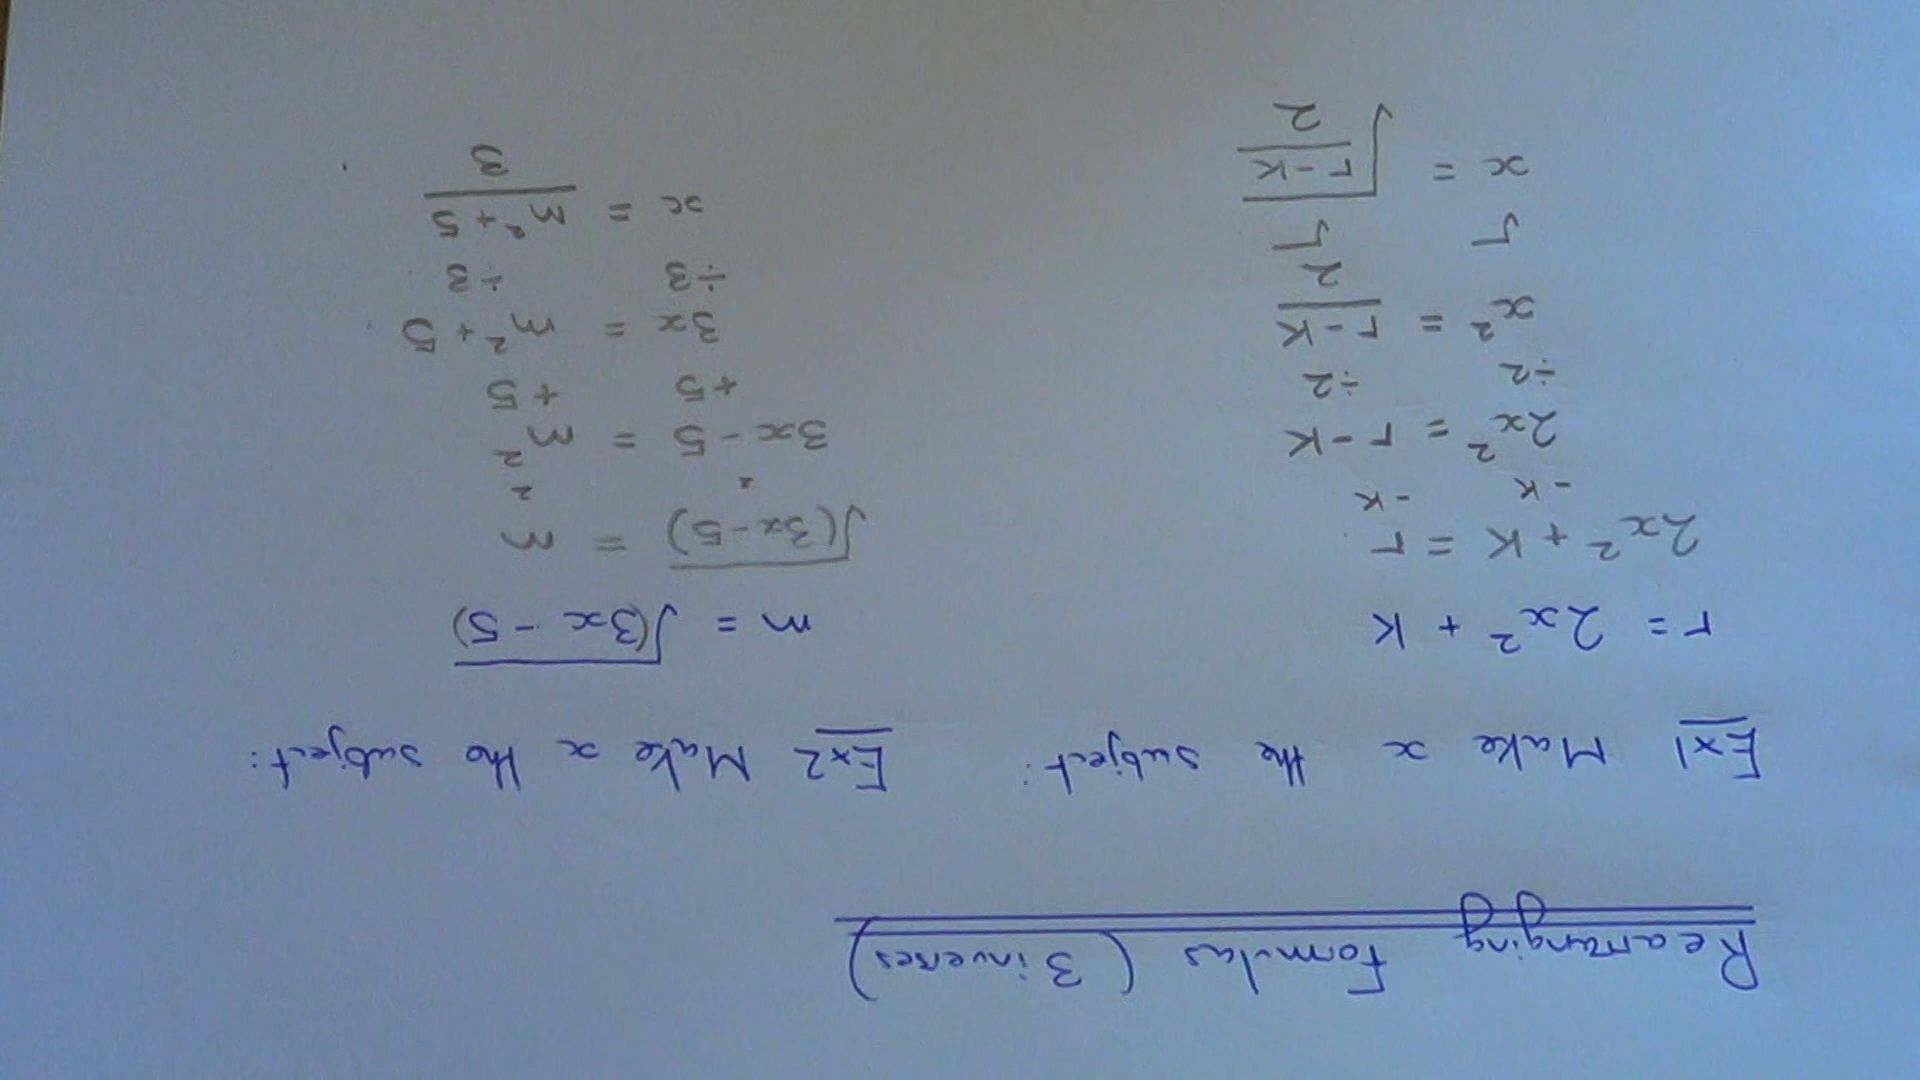 Rearranging Formulas (3 inverses)
Ex1 Make x the subject:
r = 2x² + k
2x² + k = r
-k -k
2x² = r - k
÷2 ÷2
x² = r - k / 2
√ √
x = √(r - k / 2)
Ex2 Make x the subject:
m = √(3x - 5)
√(3x - 5) = m
² ²
3x - 5 = m²
+5 +5
3x = m² + 5
÷3 ÷3
x = m² + 5 / 3